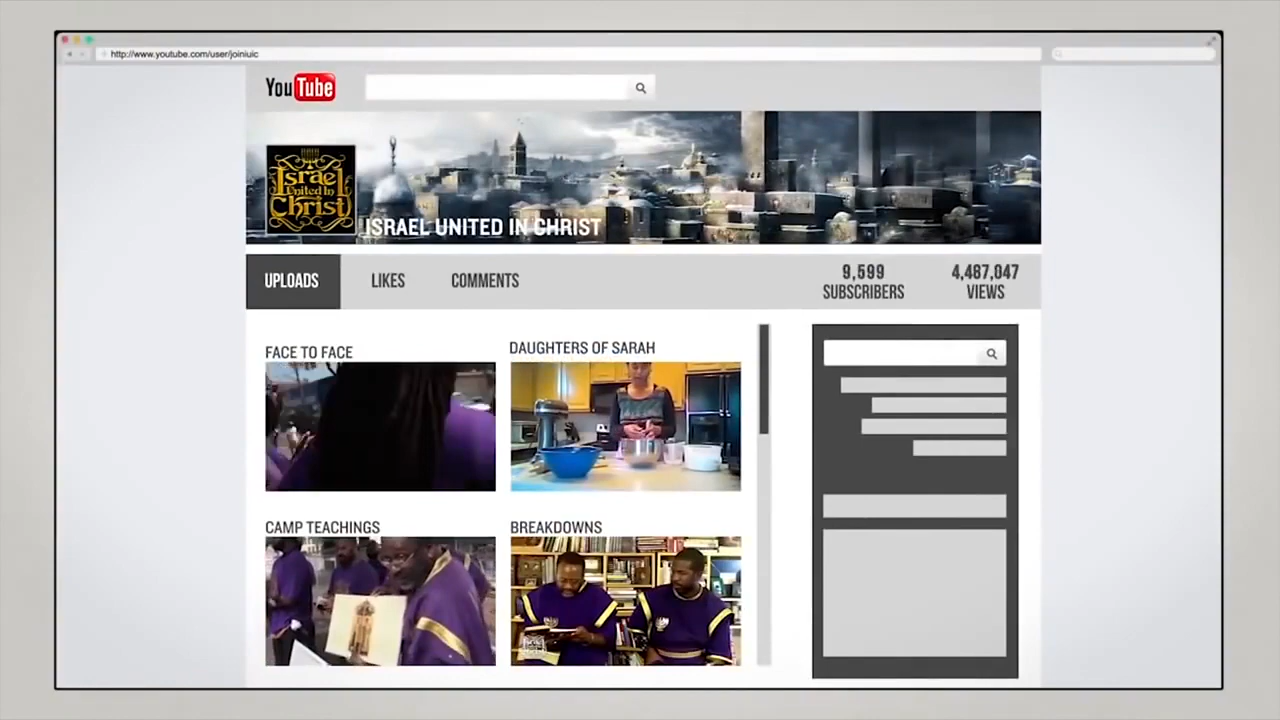 http://www.youtube.com/user/joiniuic
YouTube
Israel
United In
Christ
ISRAEL UNITED IN CHRIST
UPLOADS
LIKES
COMMENTS
9,599
SUBSCRIBERS
4,487,047
VIEWS
FACE TO FACE
DAUGHTERS OF SARAH
CAMP TEACHINGS
BREAKDOWNS